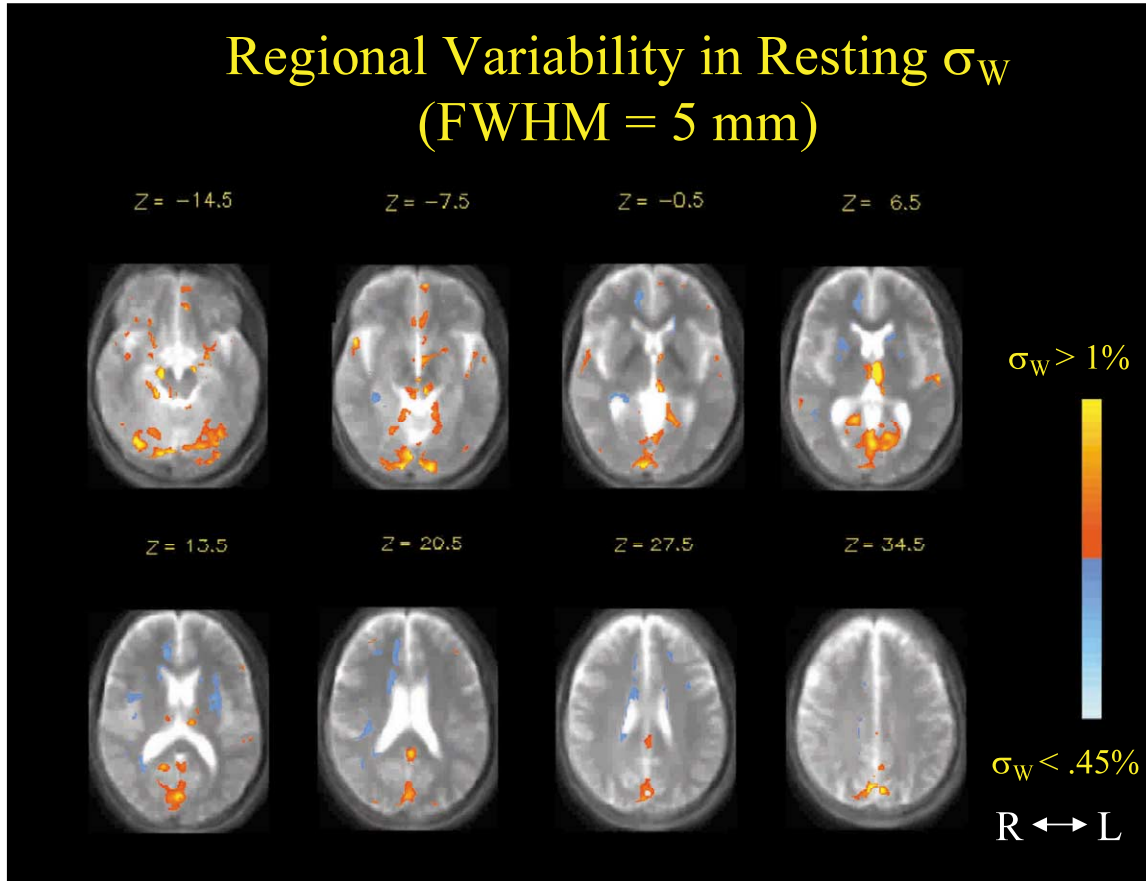 Regional Variability in Resting σW
(FWHM = 5 mm)
Z = −14.5
Z = −7.5
Z = −0.5
Z = 6.5
σW > 1%
Z = 13.5
Z = 20.5
Z = 27.5
Z = 34.5
σW < .45%
R ⟷ L